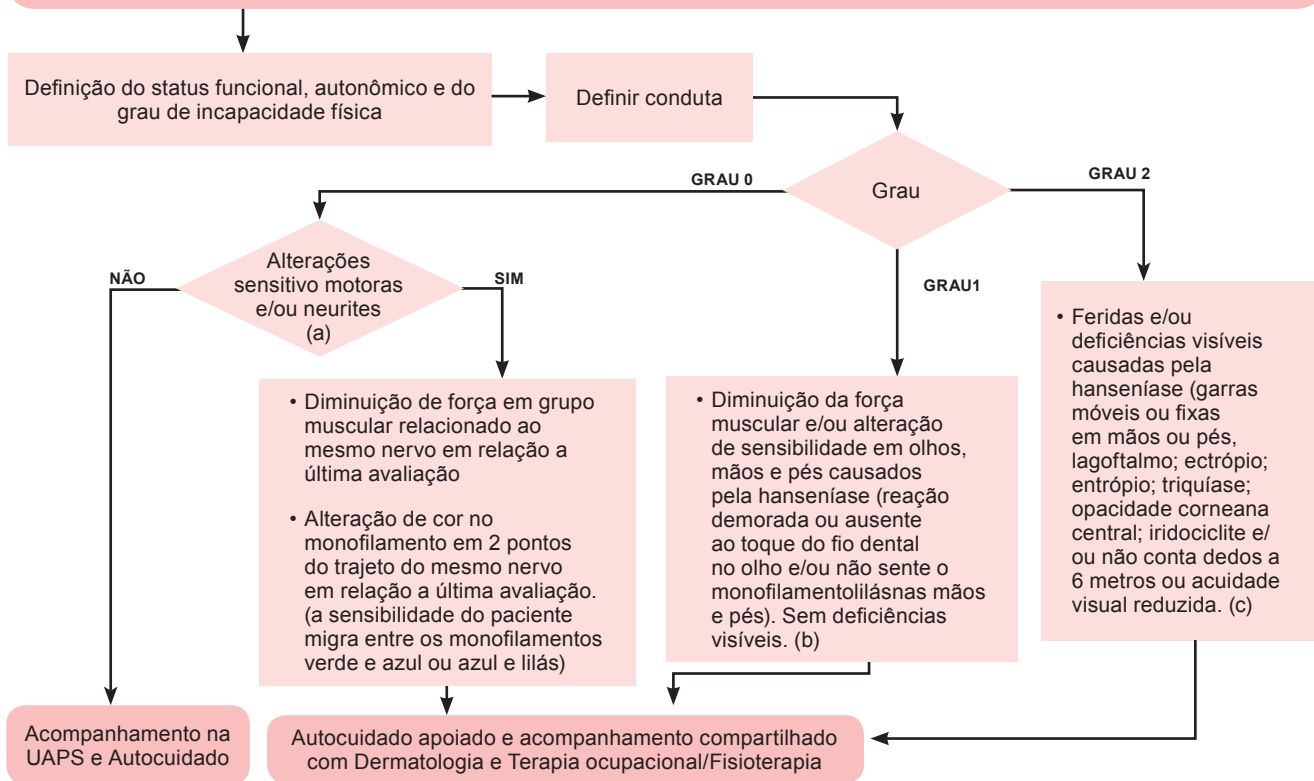 Definição do status funcional, autonômico e do
grau de incapacidade física
Definir conduta
Grau
GRAU 0
GRAU 2
GRAU1
Alterações
sensitivo motoras
e/ou neurites
(a)
NÃO
SIM
• Diminuição de força em grupo
muscular relacionado ao
mesmo nervo em relação a
última avaliação
• Alteração de cor no
monofilamento em 2 pontos
do trajeto do mesmo nervo
em relação a última avaliação.
(a sensibilidade do paciente
migra entre os monofilamentos
verde e azul ou azul e lilás)
• Diminuição da força
muscular e/ou alteração
de sensibilidade em olhos,
mãos e pés causados
pela hanseníase (reação
demorada ou ausente
ao toque do fio dental
no olho e/ou não sente o
monofilamentolilásnas mãos
e pés). Sem deficiências
visíveis. (b)
• Feridas e/ou
deficiências visíveis
causadas pela
hanseníase (garras
móveis ou fixas
em mãos ou pés,
lagoftalmo; ectrópio;
entrópio; triquíase;
opacidade corneana
central; iridociclite e/
ou não conta dedos a
6 metros ou acuidade
visual reduzida. (c)
Acompanhamento na
UAPS e Autocuidado
Autocuidado apoiado e acompanhamento compartilhado
com Dermatologia e Terapia ocupacional/Fisioterapia